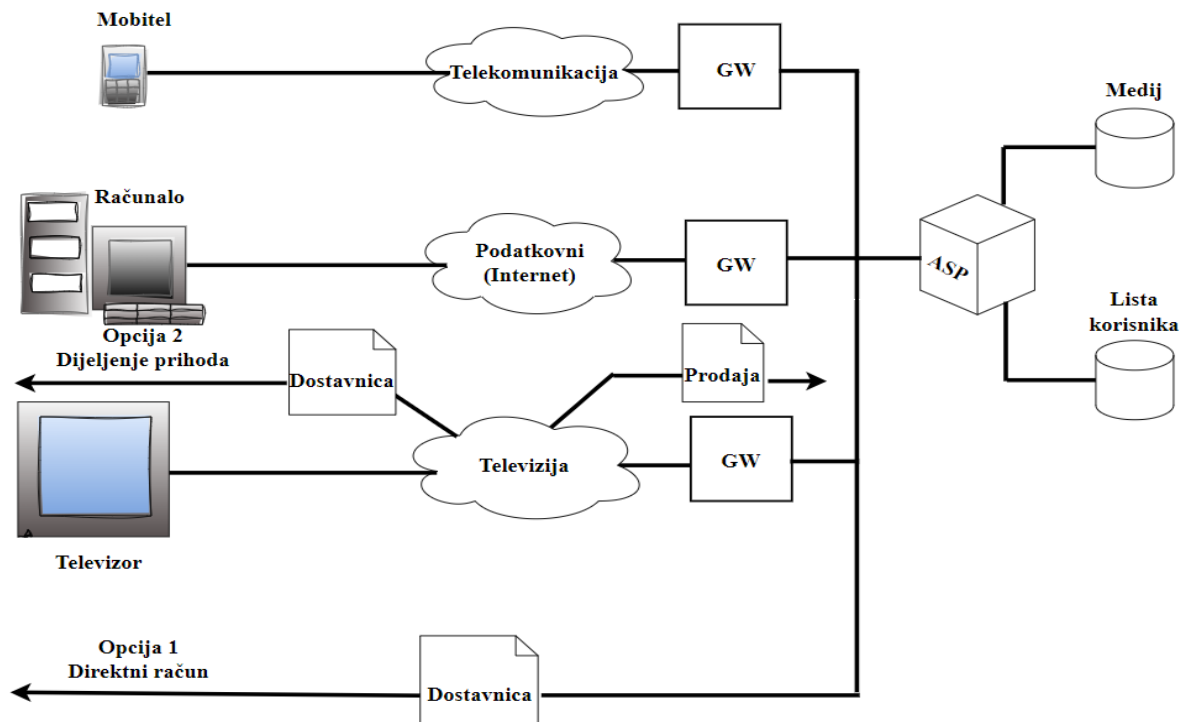 Mobitel
Telekomunikacija
GW
Medij
Računalo
Podatkovni
(Internet)
GW
ASP
Lista
korisnika
Opcija 2
Dijeljenje prihoda
Dostavnica
Prodaja
Televizija
GW
Televizor
Opcija 1
Direktni račun
Dostavnica